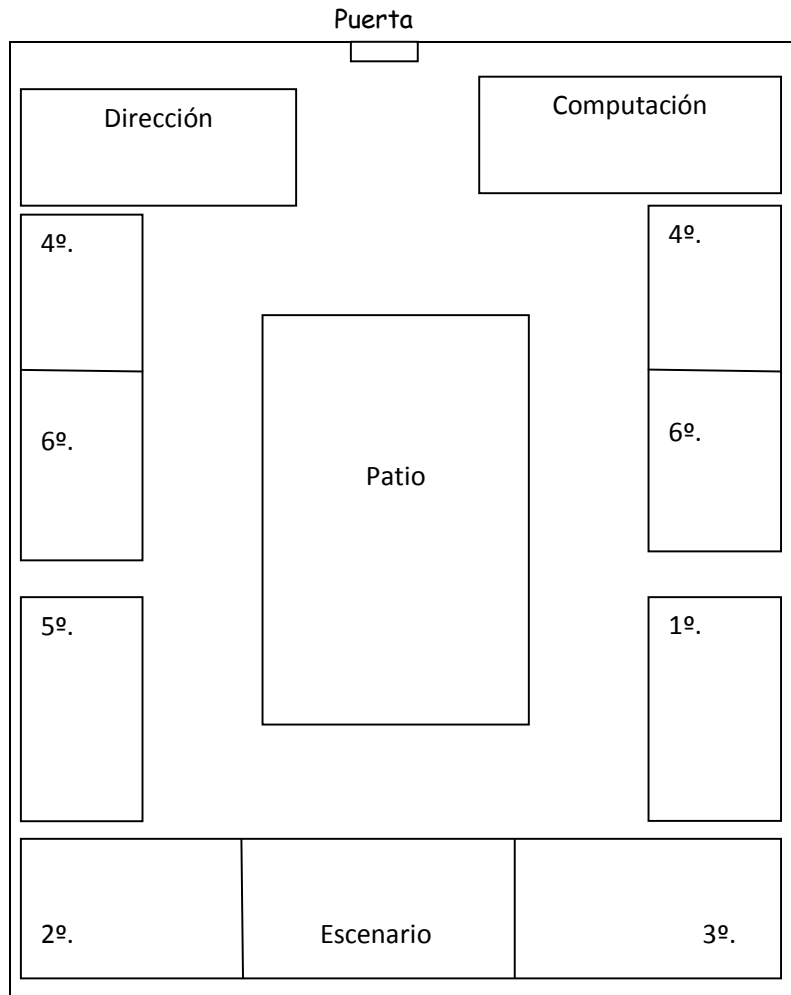 Puerta
Dirección
Computación
4º.
4º.
6º.
6º.
Patio
5º.
1º.
2º.
Escenario
3º.